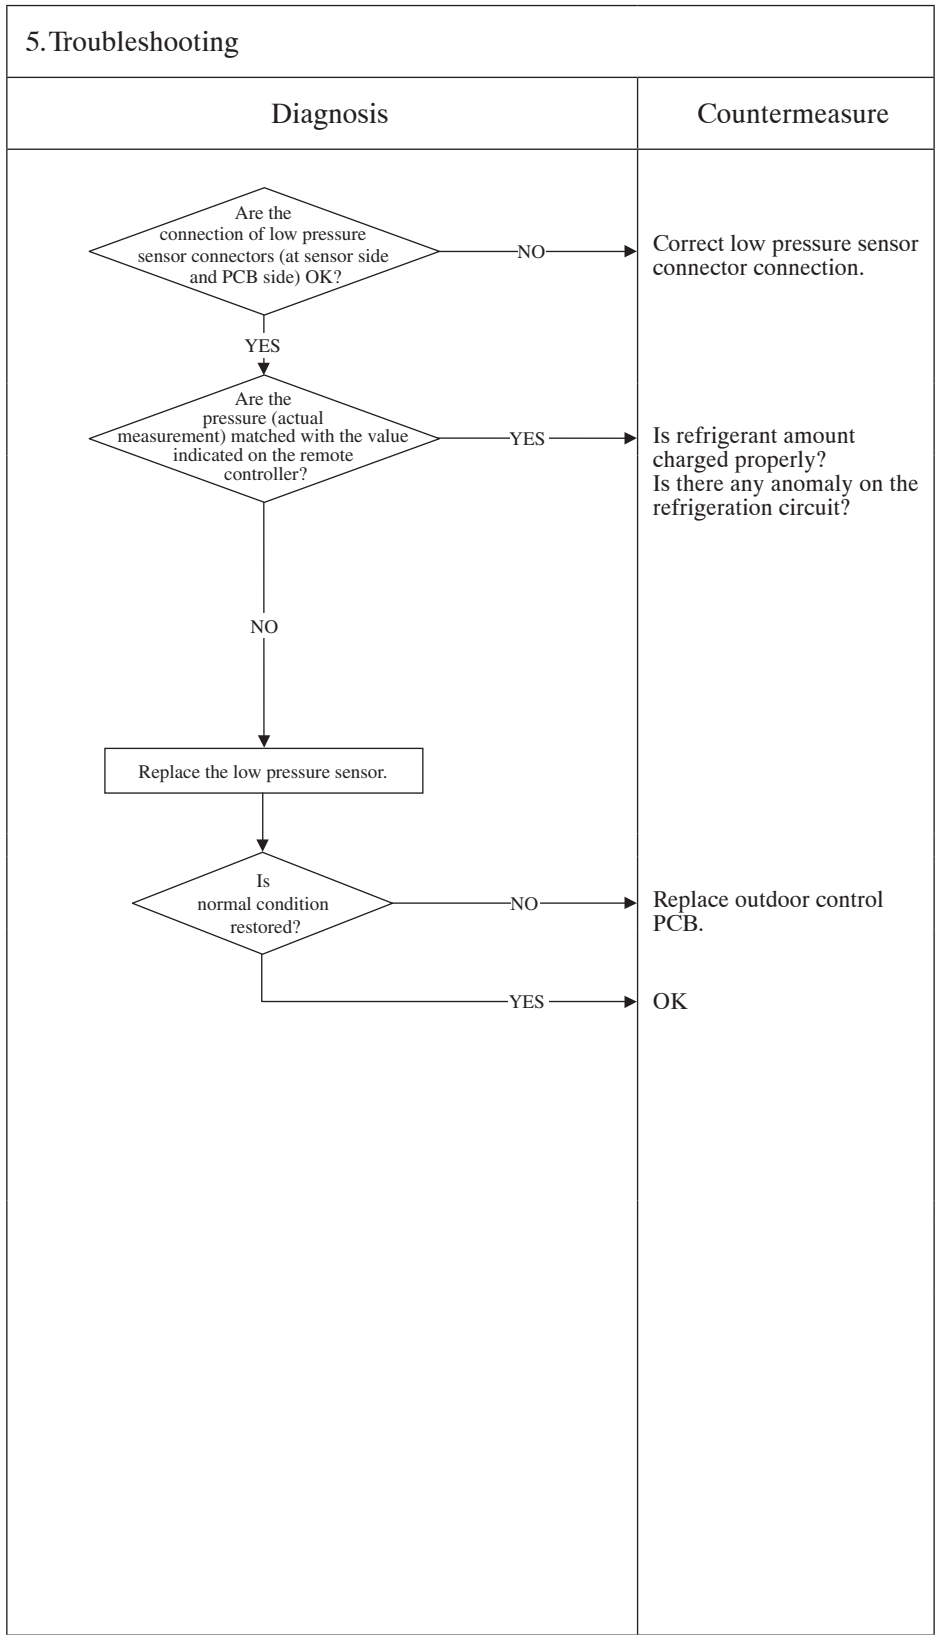 5.Troubleshooting
Diagnosis
Countermeasure
Are the
connection of low pressure
sensor connectors (at sensor side
and PCB side) OK?
NO
Correct low pressure sensor
connector connection.
YES
Are the
pressure (actual
measurement) matched with the value
indicated on the remote
controller?
YES
Is refrigerant amount
charged properly?
Is there any anomaly on the
refrigeration circuit?
NO
Replace the low pressure sensor.
Is
normal condition
restored?
NO
Replace outdoor control
PCB.
YES
OK